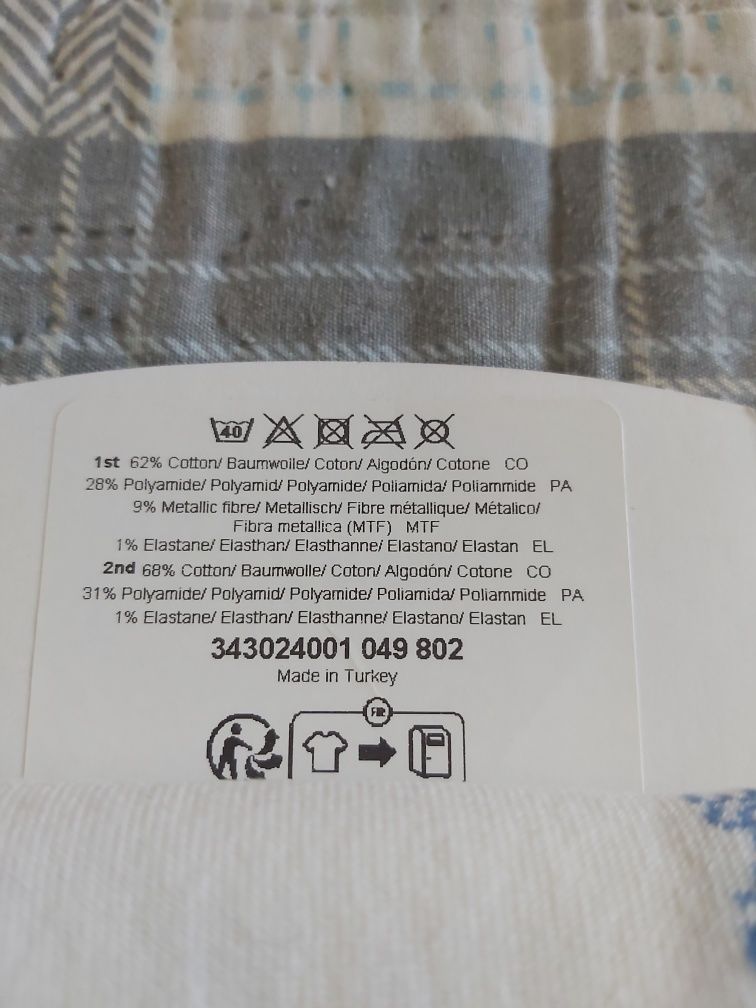 40
1st 62% Cotton/ Baumwolle/ Coton/ Algodón/ Cotone CO
28% Polyamide/ Polyamid/ Polyamide/ Poliamida/ Poliammide PA
9% Metallic fibre/ Metallisch/ Fibre métallique/ Métalico/
Fibra metallica (MTF) MTF
1% Elastane/ Elasthan/ Elasthanne/ Elastano/ Elastan EL
2nd 68% Cotton/ Baumwolle/ Coton/ Algodón/ Cotone CO
31% Polyamide/ Polyamid/ Polyamide/ Poliamida/ Poliammide PA
1% Elastane/ Elasthan/ Elasthanne/ Elastano/ Elastan EL
343024001 049 802
Made in Turkey
FR